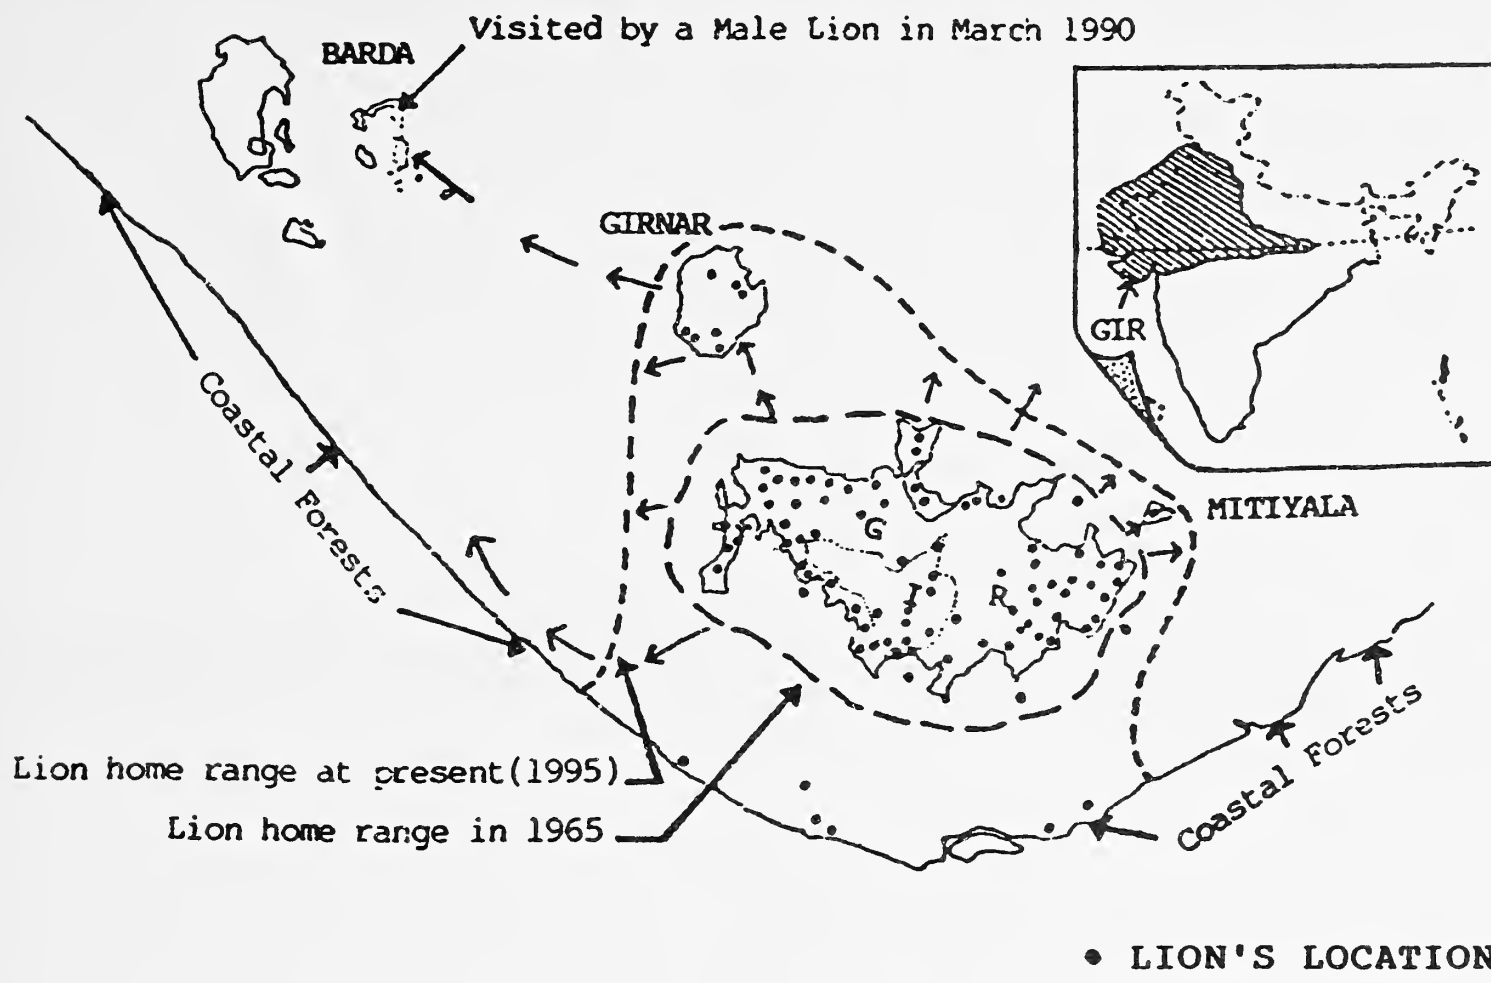 Visited by a Male Lion in March 1990
BARDA
GIRNAR
GIR
MITIYALA
Coastal Forests
G
I R
Lion home range at present(1995)
Lion home range in 1965
Coastal Forests
LION'S LOCATION